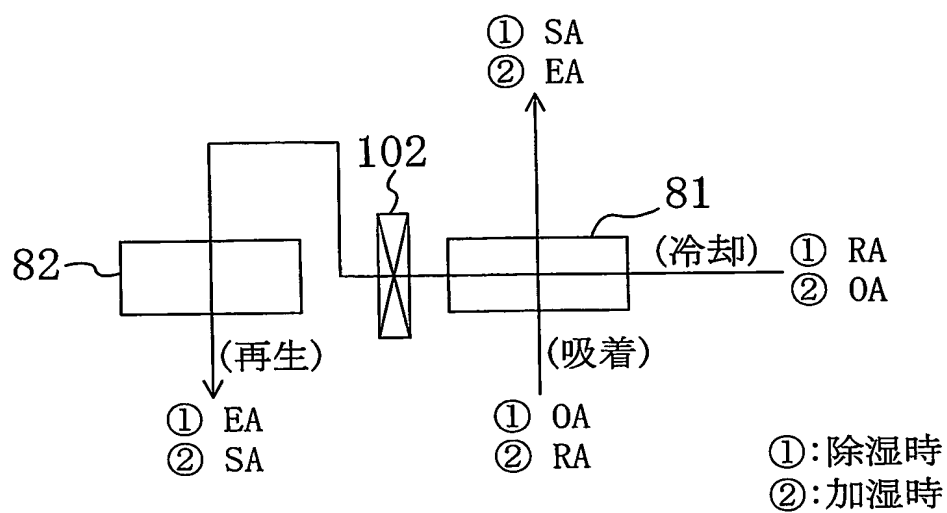 ① SA
② EA
102
81
82
(冷却)
① RA
② OA
(再生)
(吸着)
① EA
② SA
① OA
② RA
①:除湿時
②:加湿時